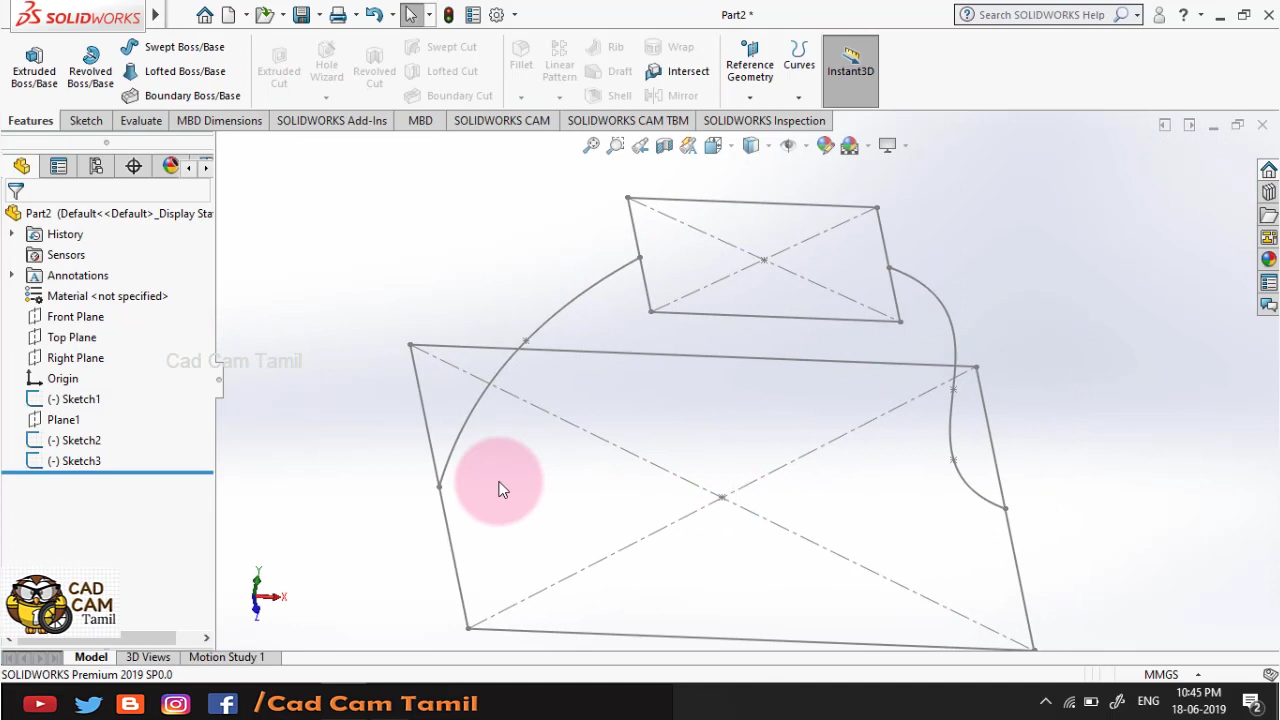 SOLIDWORKS
Part2 *
Search SOLIDWORKS Help
Extruded Boss/Base
Revolved Boss/Base
Swept Boss/Base
Lofted Boss/Base
Boundary Boss/Base
Extruded Cut
Hole Wizard
Revolved Cut
Swept Cut
Lofted Cut
Boundary Cut
Fillet
Linear Pattern
Rib
Draft
Shell
Wrap
Intersect
Mirror
Reference Geometry
Curves
Instant3D
Features
Sketch
Evaluate
MBD Dimensions
SOLIDWORKS Add-Ins
MBD
SOLIDWORKS CAM
SOLIDWORKS CAM TBM
SOLIDWORKS Inspection
Part2 (Default<<Default>_Display Sta
History
Sensors
Annotations
Material <not specified>
Front Plane
Top Plane
Right Plane
Origin
(-) Sketch1
Plane1
(-) Sketch2
(-) Sketch3
Cad Cam Tamil
Y
X
Z
CAD
CAM
Tamil
Model
3D Views
Motion Study 1
SOLIDWORKS Premium 2019 SP0.0
MMGS
/Cad Cam Tamil
ENG
10:45 PM
18-06-2019
2